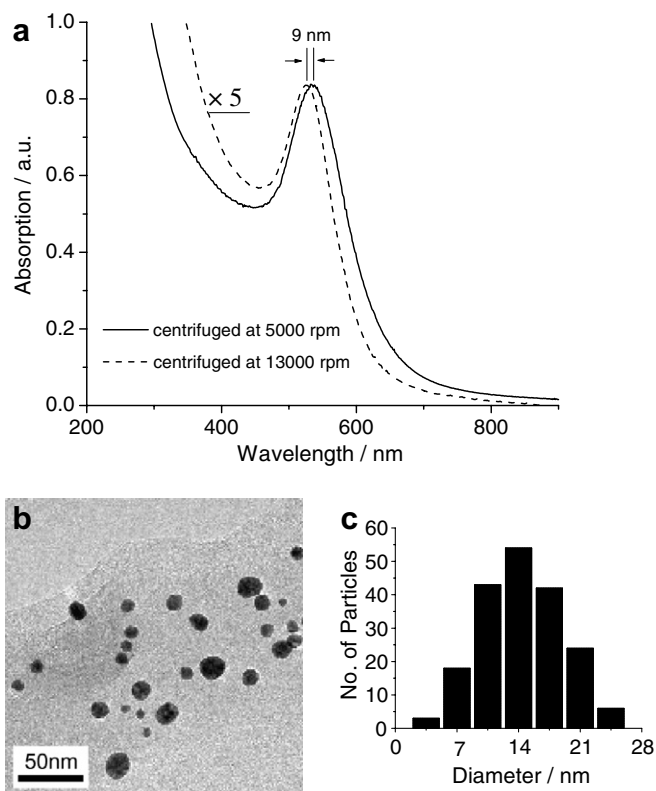 a
1.0
0.8
0.6
0.4
0.2
0.0
Absorption / a.u.
9 nm
× 5
centrifuged at 5000 rpm
centrifuged at 13000 rpm
200 400 600 800
Wavelength / nm
b
50nm
c
60
50
40
30
20
10
0
No. of Particles
0 7 14 21 28
Diameter / nm